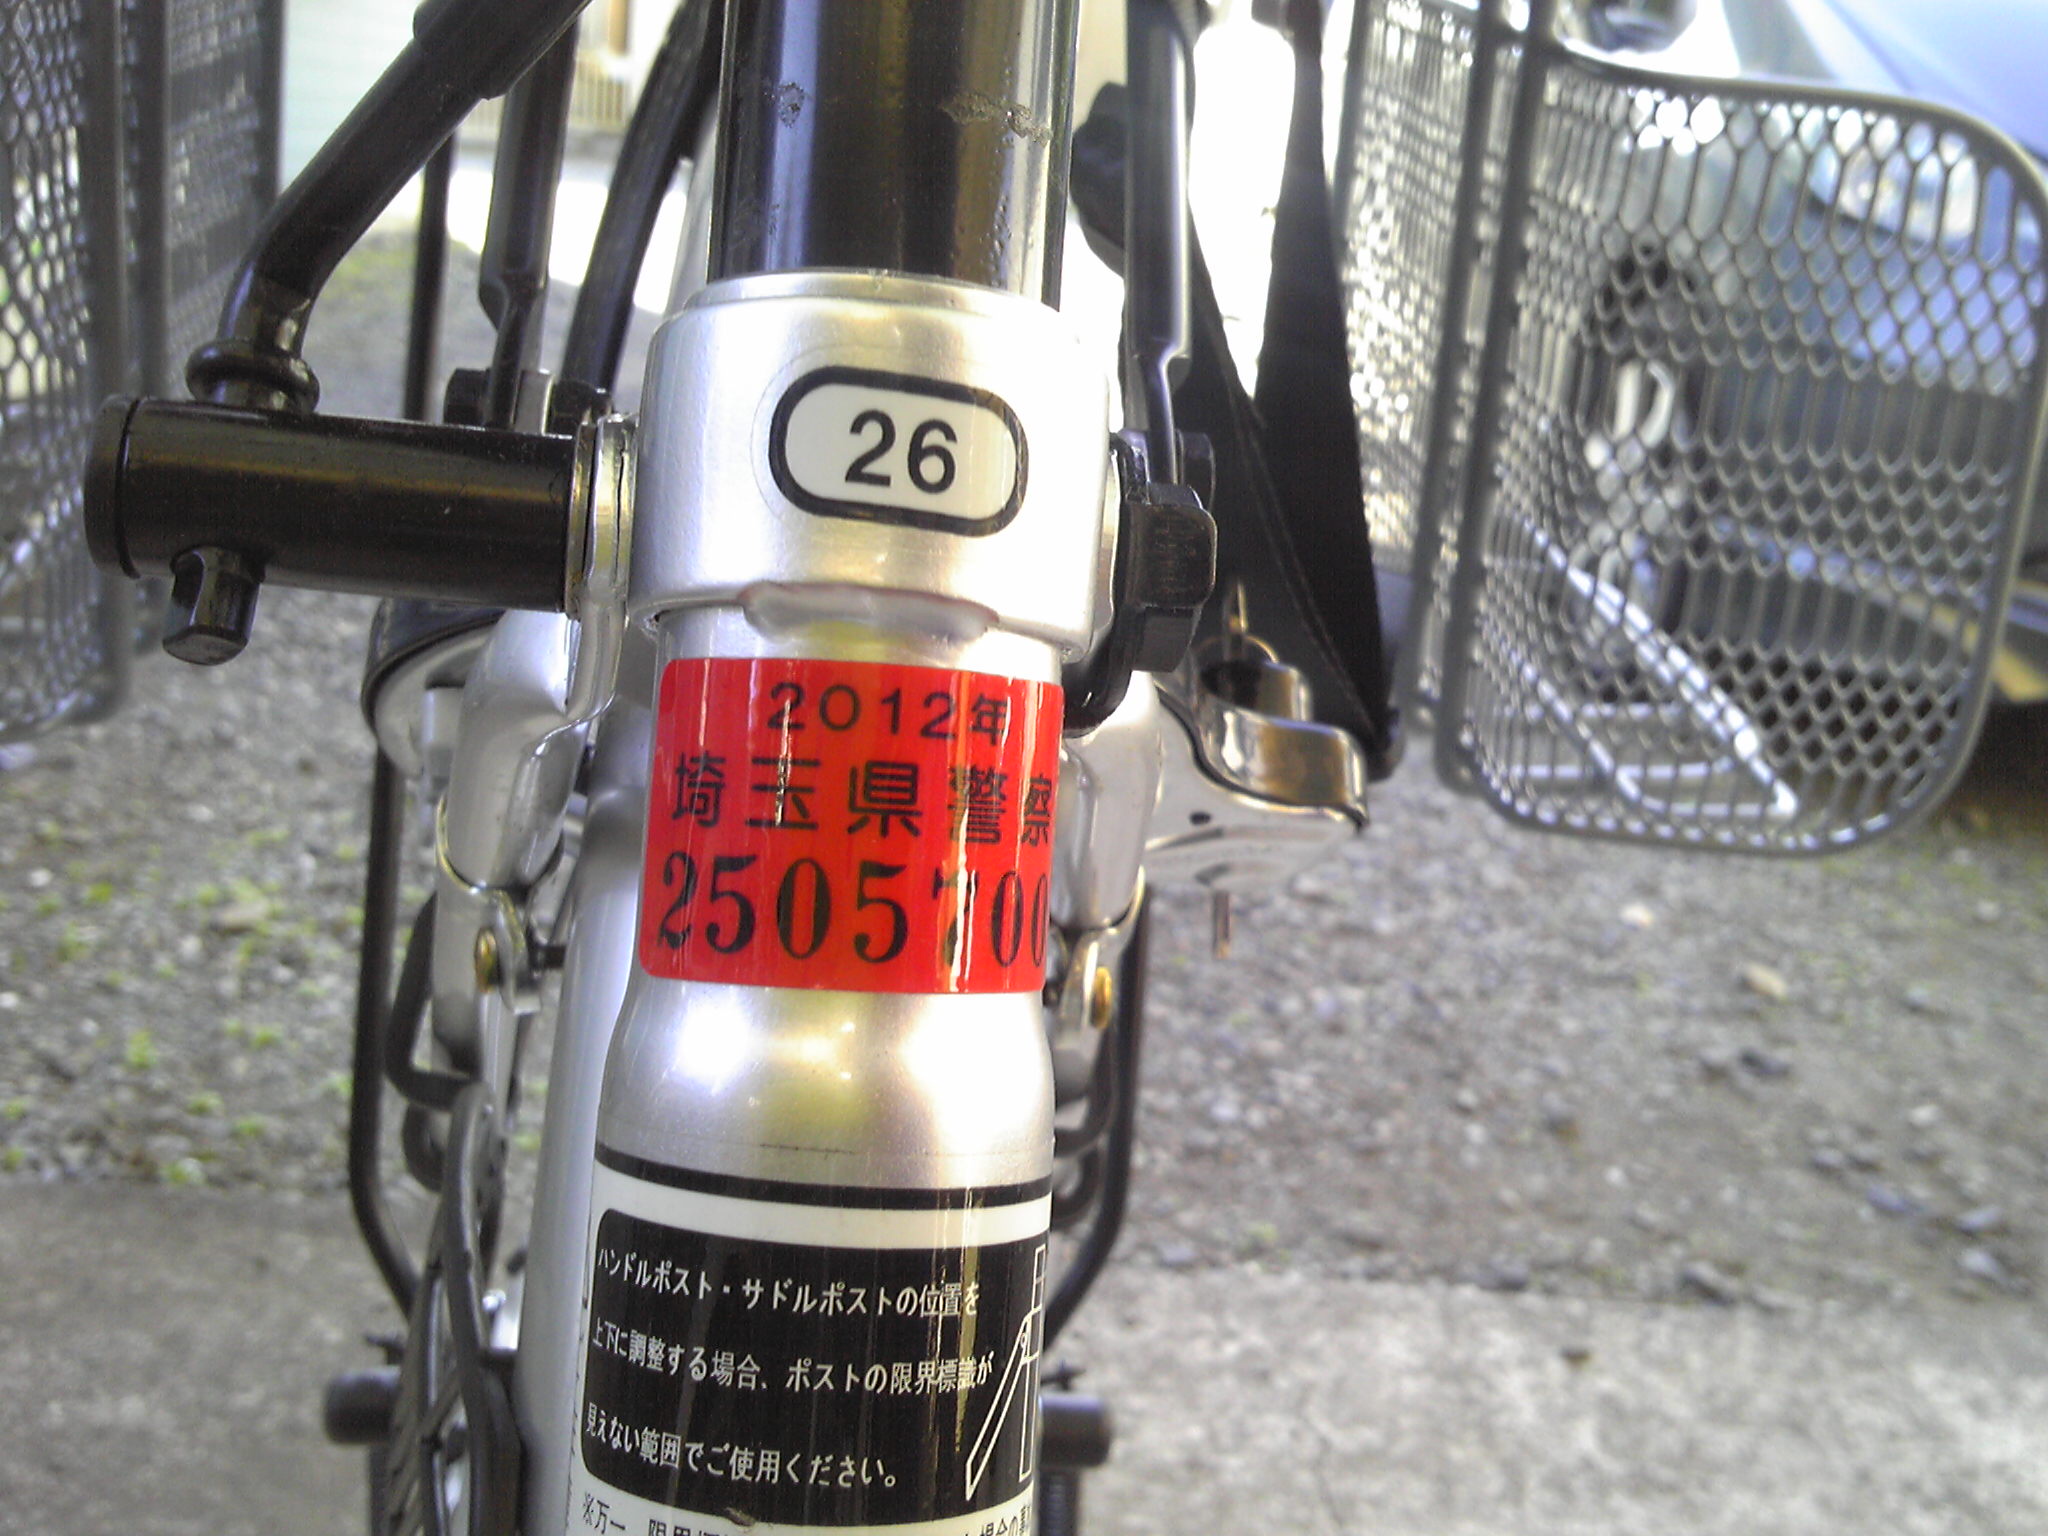 26
2012年
埼玉県警察
2505700
ハンドルポスト・サドルポストの位置を
上下に調整する場合、ポストの限界標識が
見えない範囲でご使用ください。
※万一